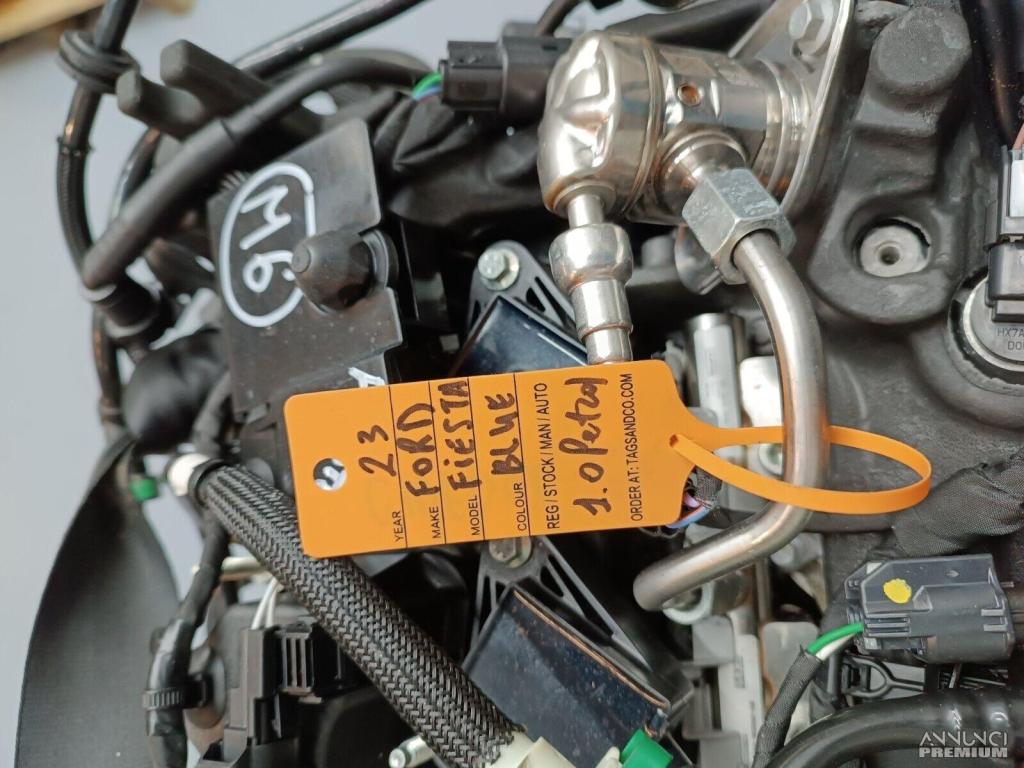 M6
YEAR 23
MAKE FORD
MODEL FiESTA
COLOUR BLUE
REG / STOCK / MAN / AUTO
1.0 Petrol
ORDER AT: TAGSANDCO.COM
HX7A
ANNUNCI
PREMIUM